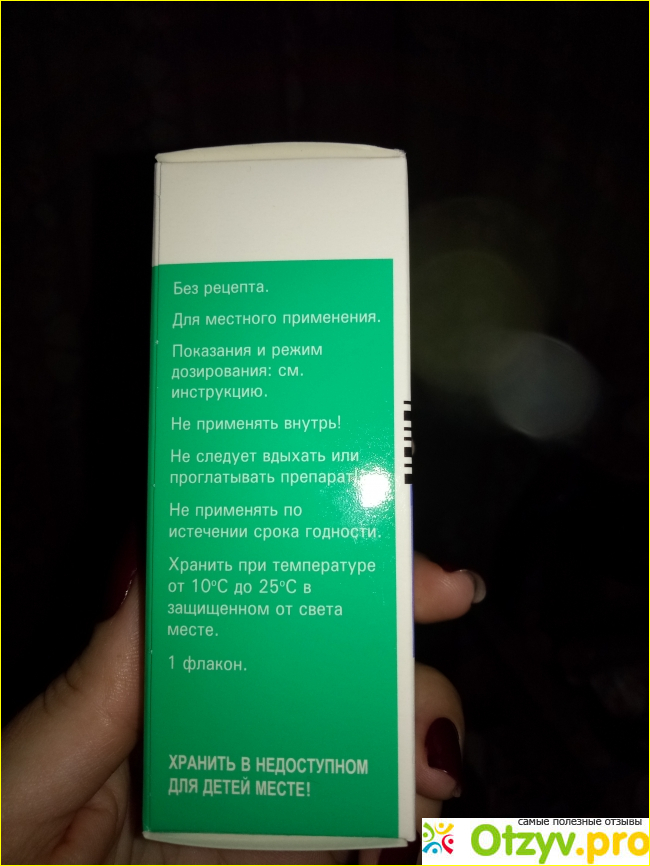 Без рецепта.
Для местного применения.
Показания и режим
дозирования: см.
инструкцию.
Не применять внутрь!
Не следует вдыхать или
проглатывать препарат!
Не применять по
истечении срока годности.
Хранить при температуре
от 10ºС до 25ºС в
защищенном от света
месте.
1 флакон.
ХРАНИТЬ В НЕДОСТУПНОМ
ДЛЯ ДЕТЕЙ МЕСТЕ!
самые полезные отзывы
Otzyv.pro